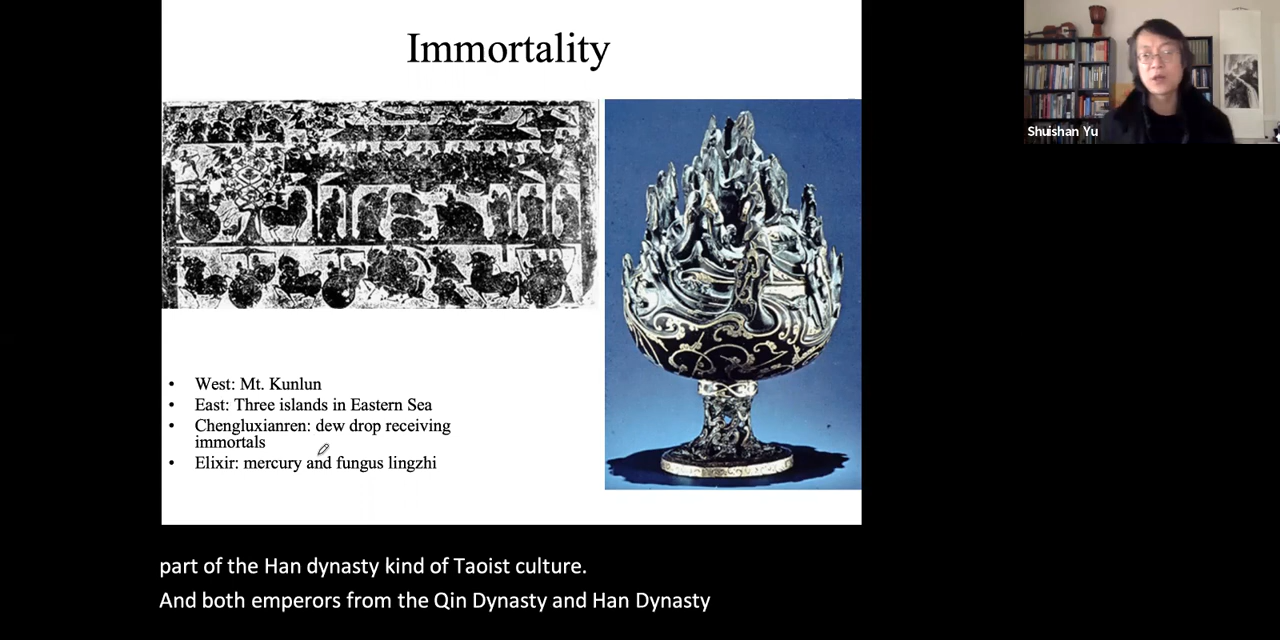 Immortality
Shuishan Yu
• West: Mt. Kunlun
• East: Three islands in Eastern Sea
• Chengluxianren: dew drop receiving
immortals
• Elixir: mercury and fungus lingzhi
part of the Han dynasty kind of Taoist culture.
And both emperors from the Qin Dynasty and Han Dynasty